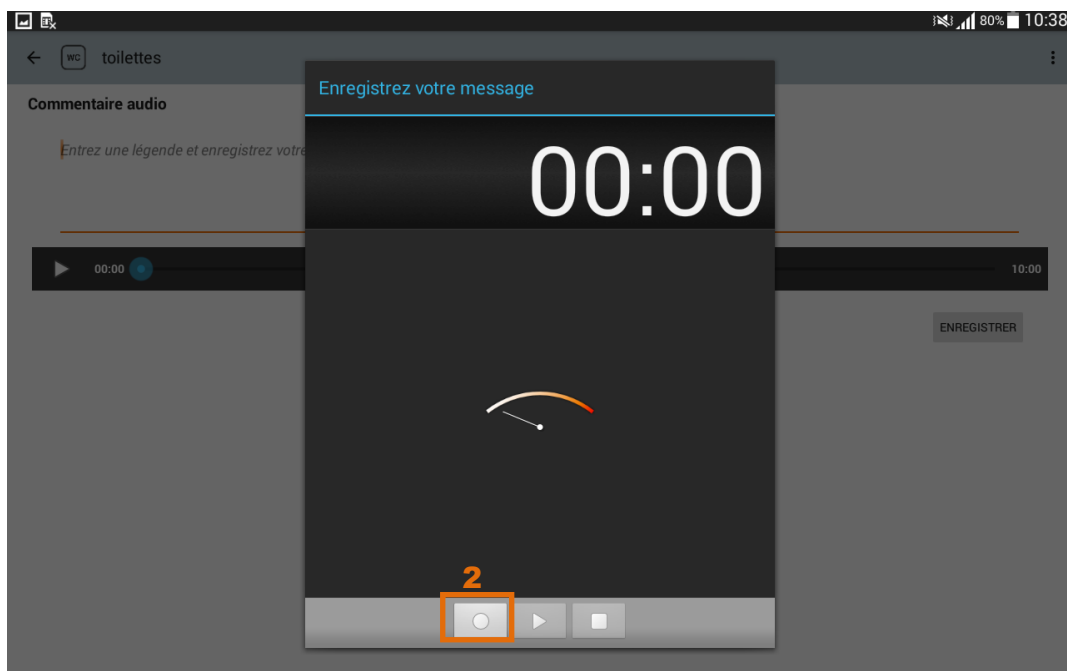 80% 10:38
WC toilettes
Enregistrez votre message
Commentaire audio
Entrez une légende et enregistrez votre
00:00
00:00
10:00
ENREGISTRER
2